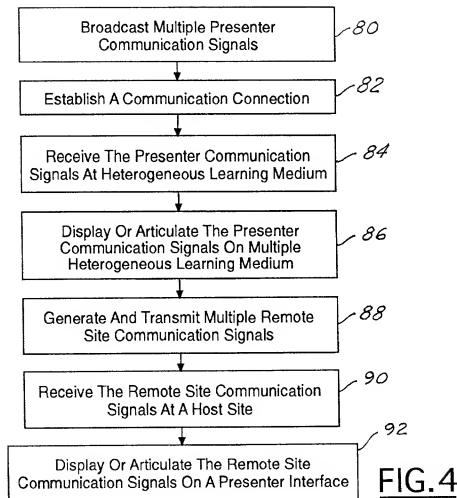 Broadcast Multiple Presenter
Communication Signals
80
Establish A Communication Connection
82
Receive The Presenter Communication
Signals At Heterogeneous Learning Medium
84
Display Or Articulate The Presenter
Communication Signals On Multiple
Heterogeneous Learning Medium
86
Generate And Transmit Multiple Remote
Site Communication Signals
88
Receive The Remote Site Communication
Signals At A Host Site
90
Display Or Articulate The Remote Site
Communication Signals On A Presenter Interface
92
FIG.4